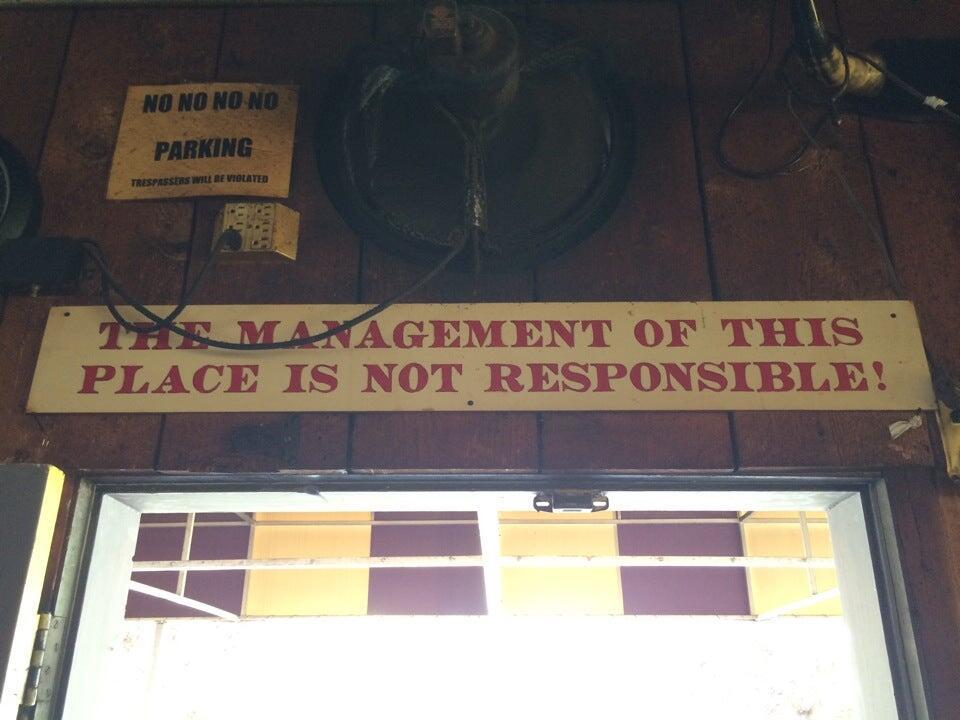 NO NO NO NO
PARKING
TRESPASSERS WILL BE VIOLATED
THE MANAGEMENT OF THIS
PLACE IS NOT RESPONSIBLE!